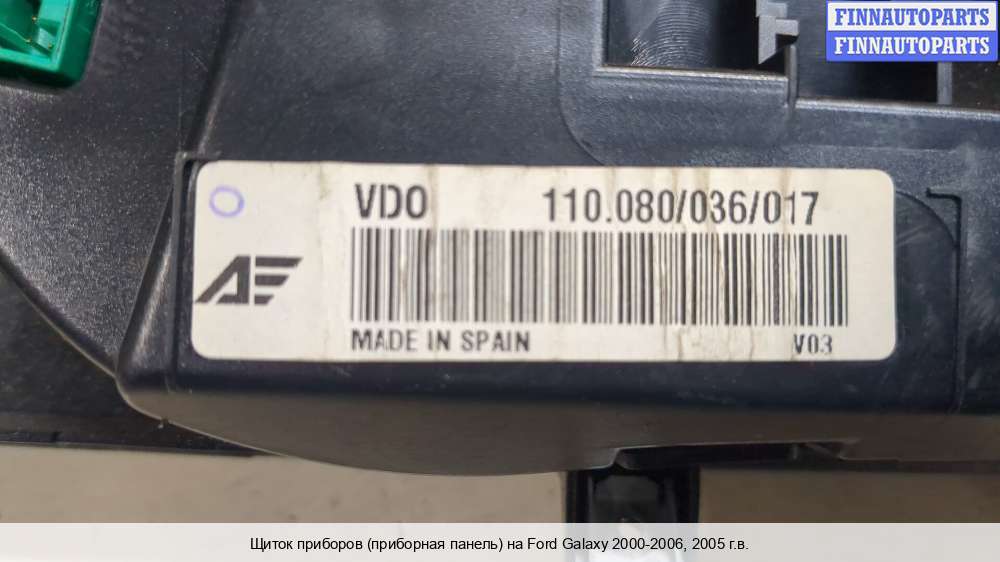 FINNAUTOPARTS
FINNAUTOPARTS
VDO 110.080/036/017
AF
MADE IN SPAIN V03
Щиток приборов (приборная панель) на Ford Galaxy 2000-2006, 2005 г.в.